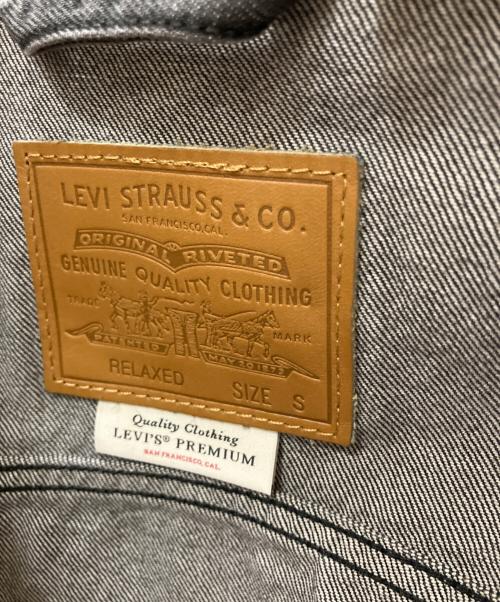 LEVI STRAUSS & CO.
SAN FRANCISCO, CAL.
ORIGINAL RIVETED
GENUINE QUALITY CLOTHING
TRADE MARK
PATENTED MAY 20 1873
RELAXED SIZE S
Quality Clothing
LEVI'S® PREMIUM
SAN FRANCISCO, CAL.